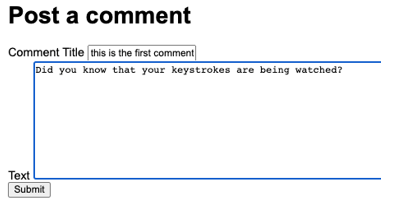 Post a comment
Comment Title this is the first comment
Did you know that your keystrokes are being watched?
Text
Submit